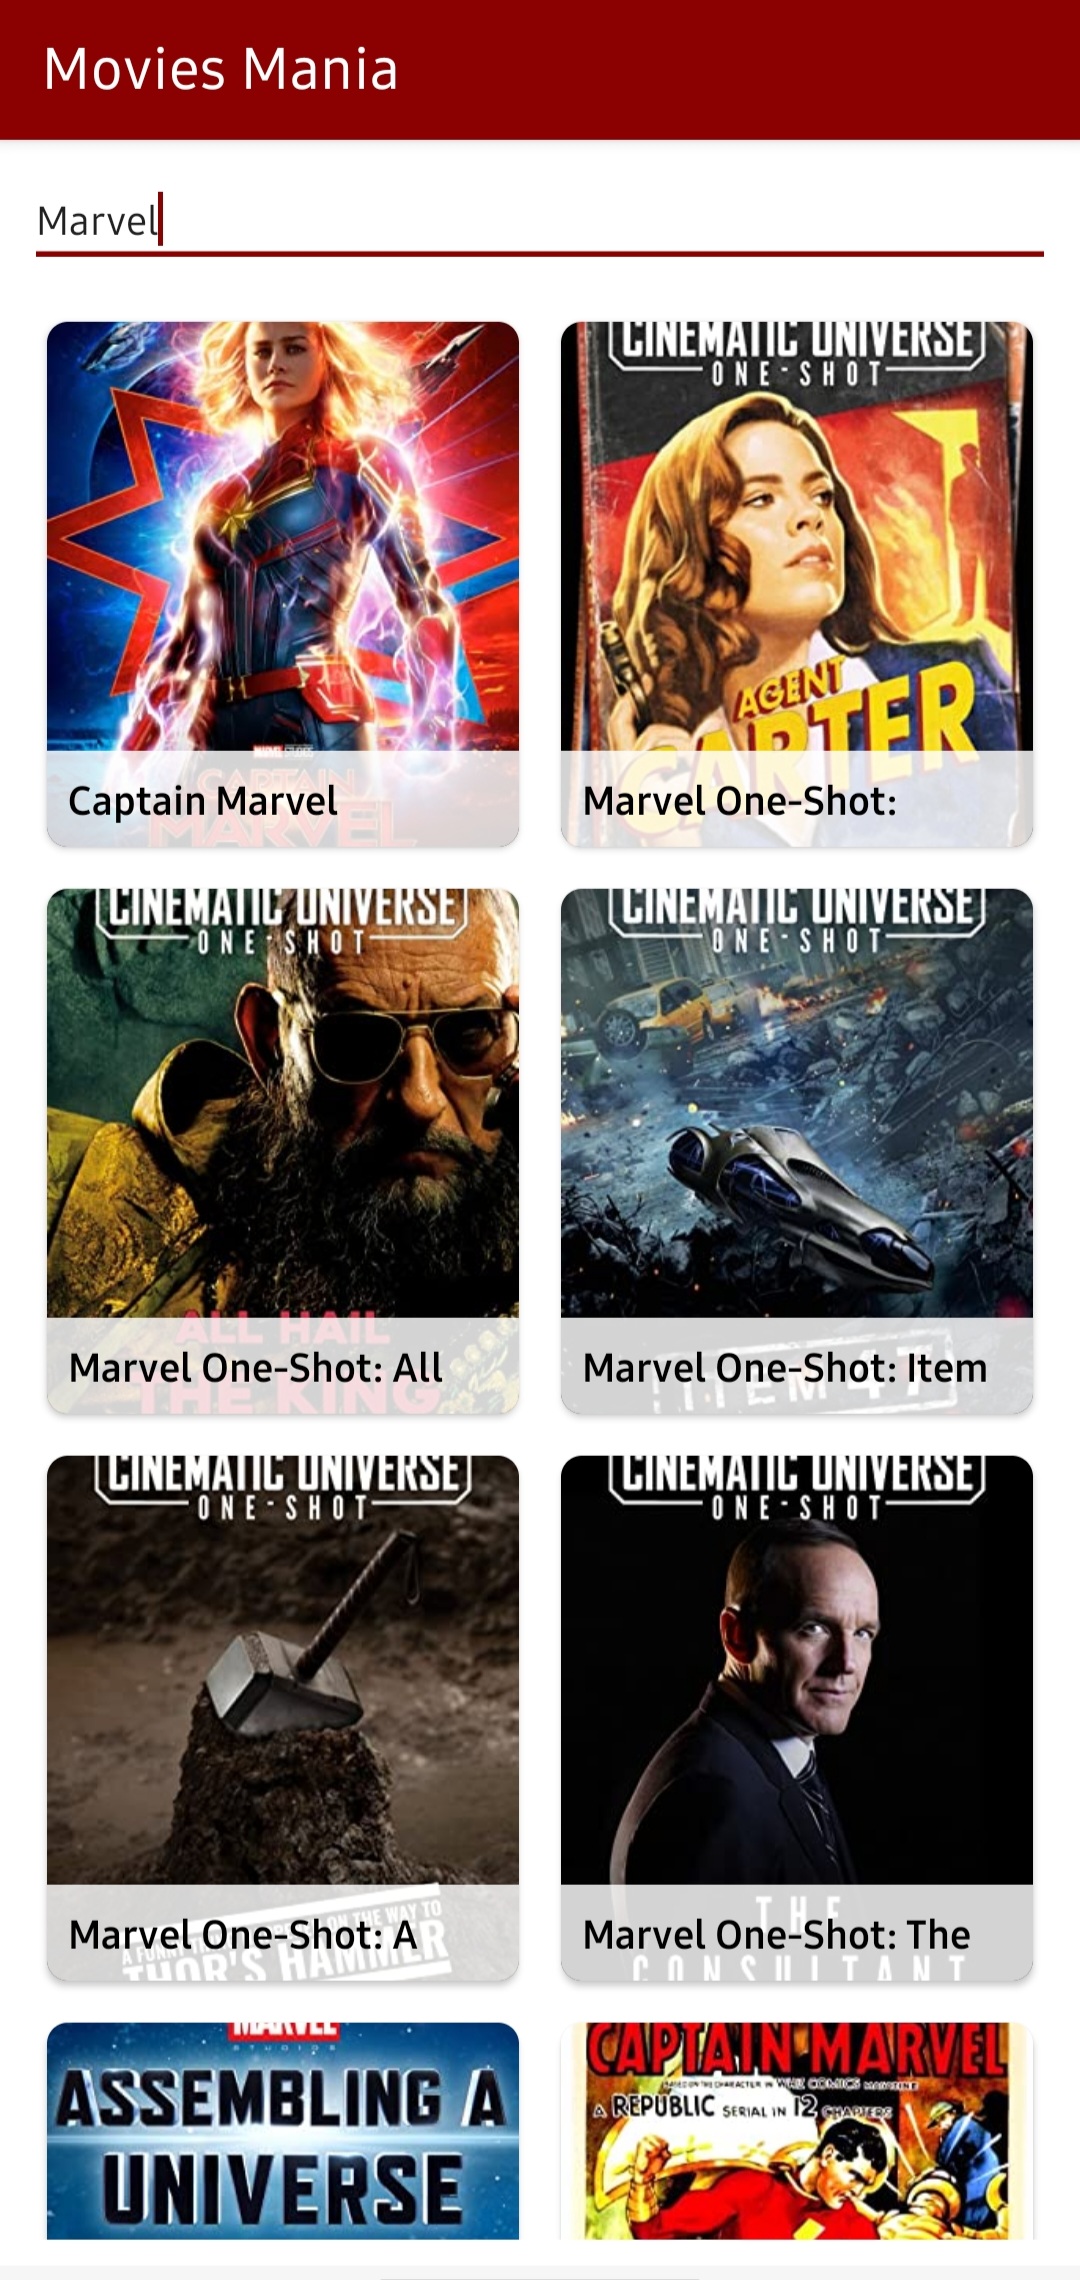 Movies Mania
Marvel
CAPTAIN
MARVEL
Captain Marvel
CINEMATIC UNIVERSE
ONE-SHOT
AGENT
CARTER
Marvel One-Shot:
CINEMATIC UNIVERSE
ONE-SHOT
ALL HAIL
THE KING
Marvel One-Shot: All
CINEMATIC UNIVERSE
ONE-SHOT
ITEM 47
Marvel One-Shot: Item
CINEMATIC UNIVERSE
ONE-SHOT
ON THE WAY TO
THOR'S HAMMER
Marvel One-Shot: A
CINEMATIC UNIVERSE
ONE-SHOT
THE
CONSULTANT
Marvel One-Shot: The
MARVEL
STUDIOS
ASSEMBLING A
UNIVERSE
CAPTAIN MARVEL
A REPUBLIC SERIAL IN 12 CHAPTERS